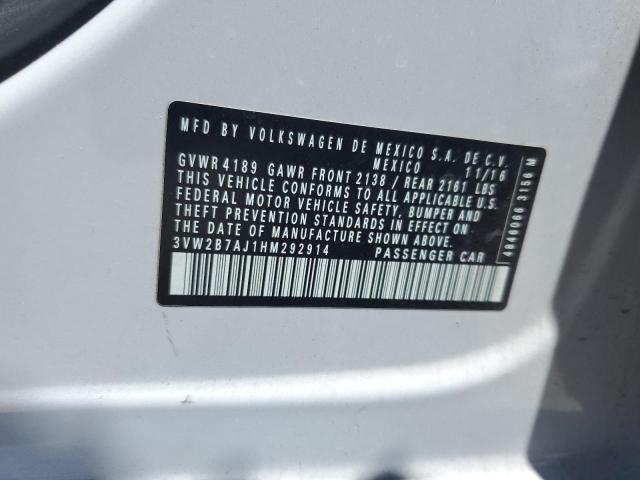 MFD BY VOLKSWAGEN DE MEXICO S.A. DE C.V.
MEXICO 11/16
GVWR 4189 GAWR FRONT 2138 / REAR 2161 LBS
THIS VEHICLE CONFORMS TO ALL APPLICABLE U.S.
FEDERAL MOTOR VEHICLE SAFETY, BUMPER AND
THEFT PREVENTION STANDARDS IN EFFECT ON
THE DATE OF MANUFACTURE SHOWN ABOVE.
3VW2B7AJ1HM292914 PASSENGER CAR
4946066 3156 M